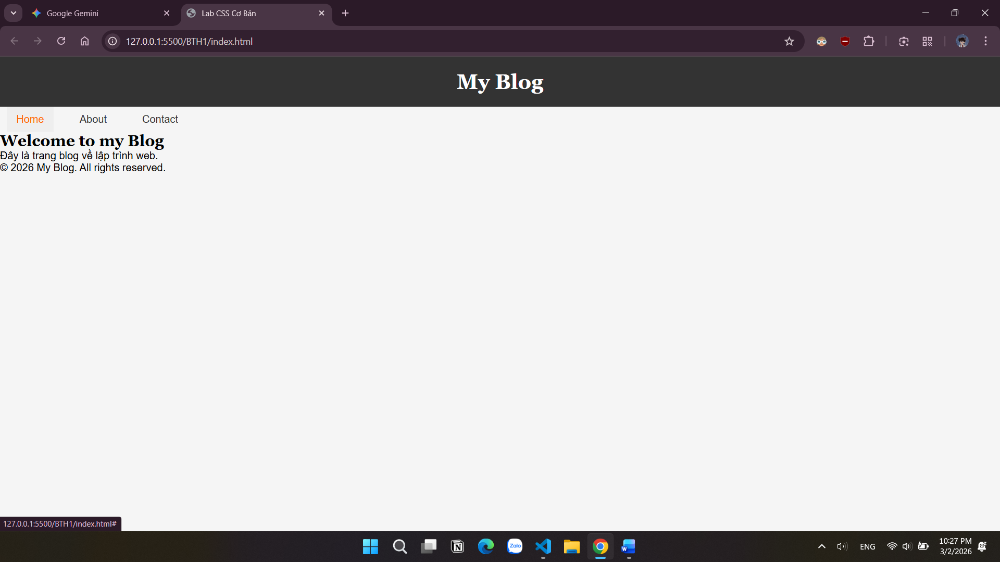 Google Gemini
Lab CSS Cơ Bản
127.0.0.1:5500/BTH1/index.html
My Blog
Home About Contact
Welcome to my Blog
Đây là trang blog về lập trình web.
© 2026 My Blog. All rights reserved.
127.0.0.1:5500/BTH1/index.html#
Zalo
ENG
10:27 PM
3/2/2026